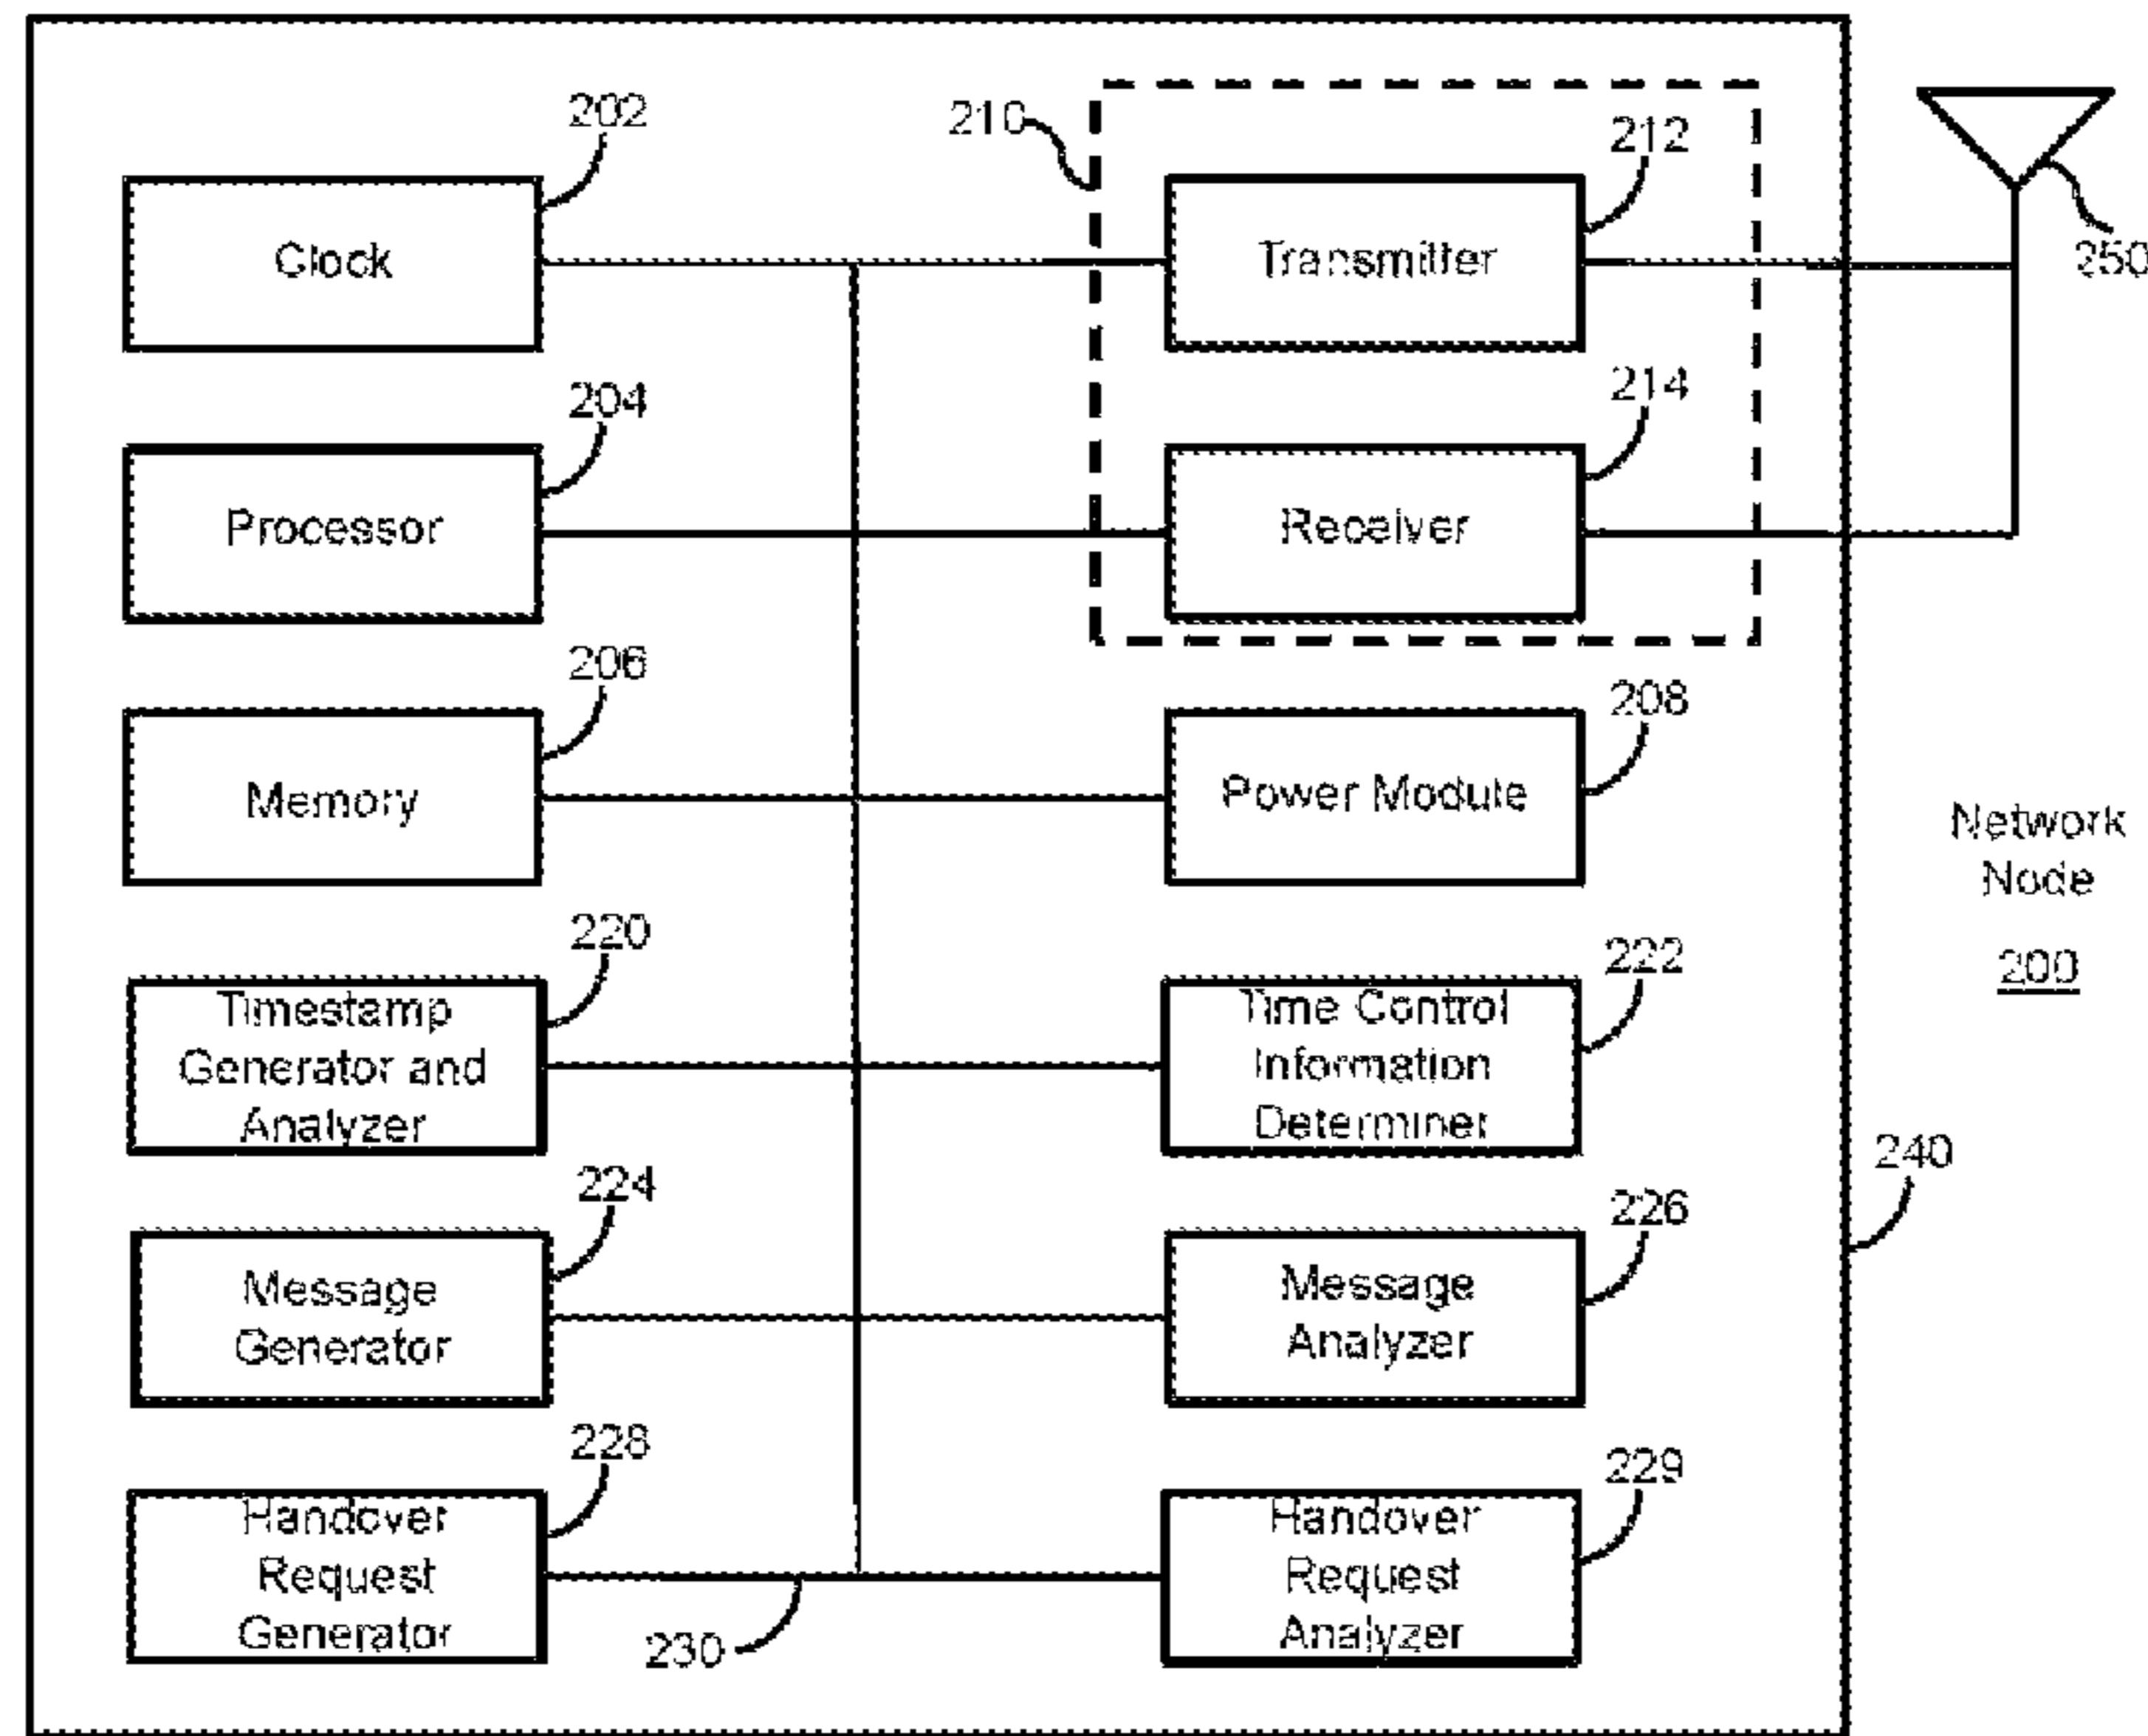 202
210
212
Clock
Transmitter
250
204
214
Processor
Receiver
206
208
Memory
Power Module
Network
Node
200
220
222
Timestamp
Generator and
Analyzer
Time Control
Information
Determiner
240
224
226
Message
Generator
Message
Analyzer
228
229
Handover
Request
Generator
Handover
Request
Analyzer
230